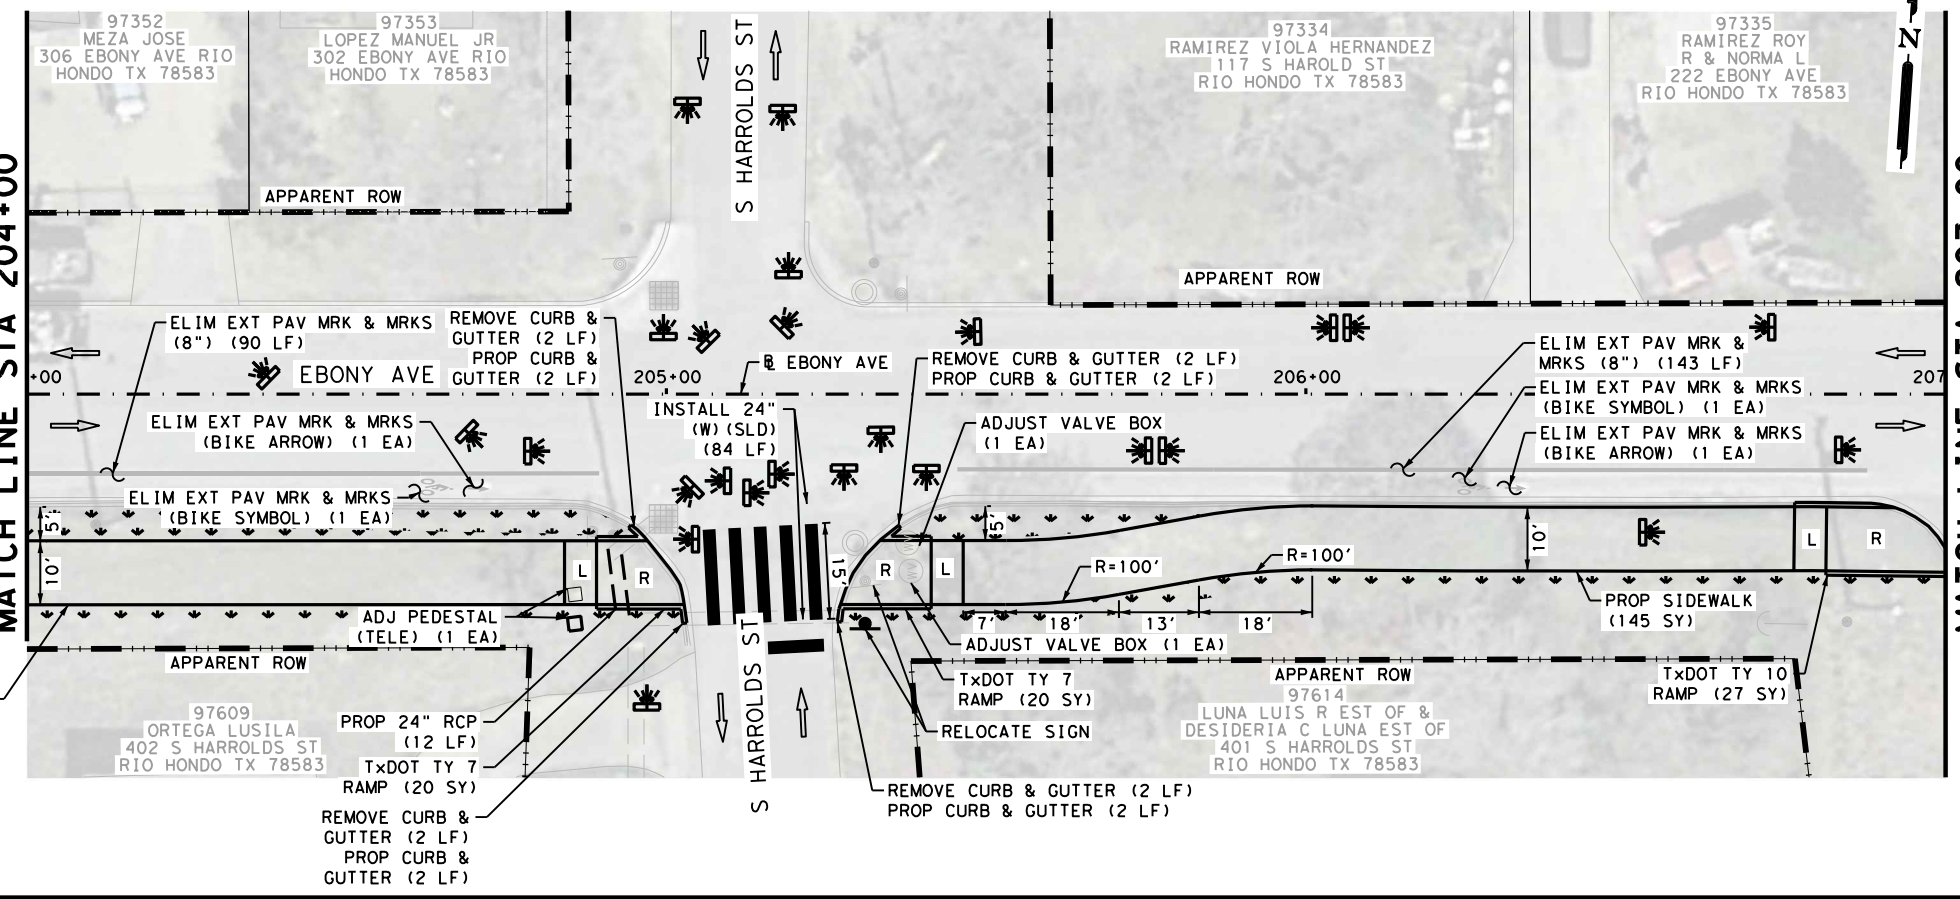 97352
MEZA JOSE
306 EBONY AVE RIO
HONDO TX 78583
97353
LOPEZ MANUEL JR
302 EBONY AVE RIO
HONDO TX 78583
S HARROLDS ST
97334
RAMIREZ VIOLA HERNANDEZ
117 S HAROLD ST
RIO HONDO TX 78583
97335
RAMIREZ ROY
R & NORMA L
222 EBONY AVE
RIO HONDO TX 78583
N
MATCH LINE STA 204+00
APPARENT ROW
APPARENT ROW
ELIM EXT PAV MRK & MRKS
(8") (90 LF)
REMOVE CURB &
GUTTER (2 LF)
PROP CURB &
GUTTER (2 LF)
EBONY AVE
+00
205+00
℄ EBONY AVE
REMOVE CURB & GUTTER (2 LF)
PROP CURB & GUTTER (2 LF)
206+00
ELIM EXT PAV MRK &
MRKS (8") (143 LF)
207
ELIM EXT PAV MRK & MRKS
(BIKE SYMBOL) (1 EA)
ELIM EXT PAV MRK & MRKS
(BIKE ARROW) (1 EA)
ELIM EXT PAV MRK & MRKS
(BIKE ARROW) (1 EA)
INSTALL 24"
(W)(SLD)
(84 LF)
ADJUST VALVE BOX
(1 EA)
ELIM EXT PAV MRK & MRKS
(BIKE SYMBOL) (1 EA)
5'
10'
L
R
15'
R
L
5'
R=100'
R=100'
10'
L
R
7'
18'
13'
18'
PROP SIDEWALK
(145 SY)
ADJ PEDESTAL
(TELE) (1 EA)
ADJUST VALVE BOX (1 EA)
APPARENT ROW
S HARROLDS ST
TxDOT TY 7
RAMP (20 SY)
APPARENT ROW
TxDOT TY 10
RAMP (27 SY)
97609
ORTEGA LUSILA
402 S HARROLDS ST
RIO HONDO TX 78583
PROP 24" RCP
(12 LF)
RELOCATE SIGN
97614
LUNA LUIS R EST OF &
DESIDERIA C LUNA EST OF
401 S HARROLDS ST
RIO HONDO TX 78583
TxDOT TY 7
RAMP (20 SY)
REMOVE CURB & GUTTER (2 LF)
PROP CURB & GUTTER (2 LF)
REMOVE CURB &
GUTTER (2 LF)
PROP CURB &
GUTTER (2 LF)